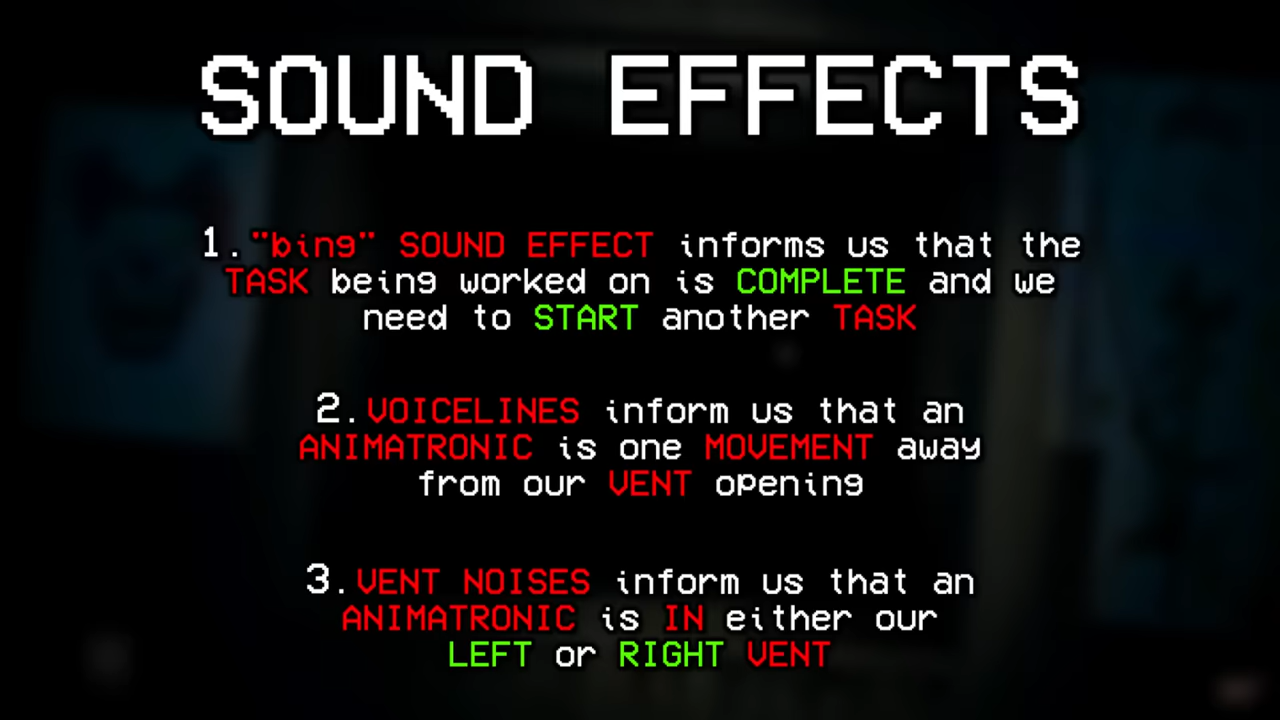 SOUND EFFECTS
1."bing" SOUND EFFECT informs us that the
TASK being worked on is COMPLETE and we
need to START another TASK
2.VOICELINES inform us that an
ANIMATRONIC is one MOVEMENT away
from our VENT opening
3.VENT NOISES inform us that an
ANIMATRONIC is IN either our
LEFT or RIGHT VENT